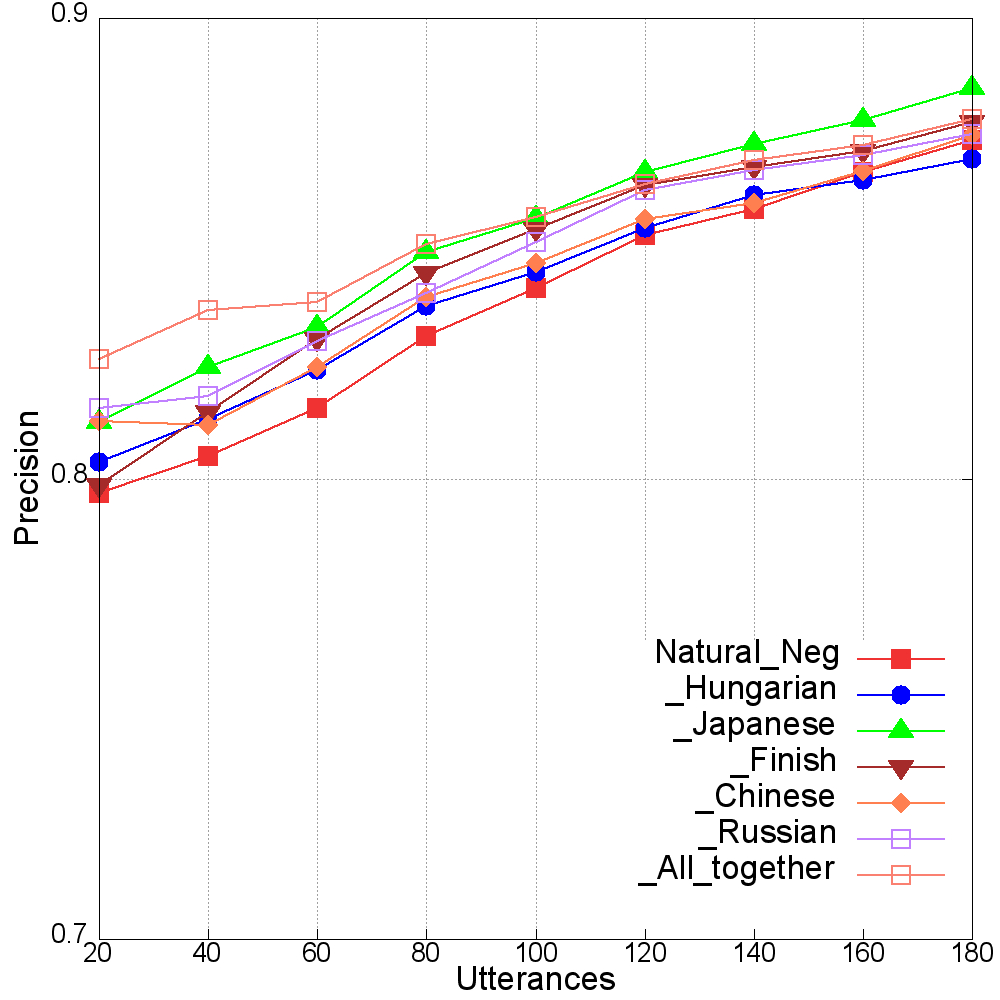 0.9
0.8
0.7
Precision
20 40 60 80 100 120 140 160 180
Utterances
Natural_Neg
_Hungarian
_Japanese
_Finish
_Chinese
_Russian
_All_together